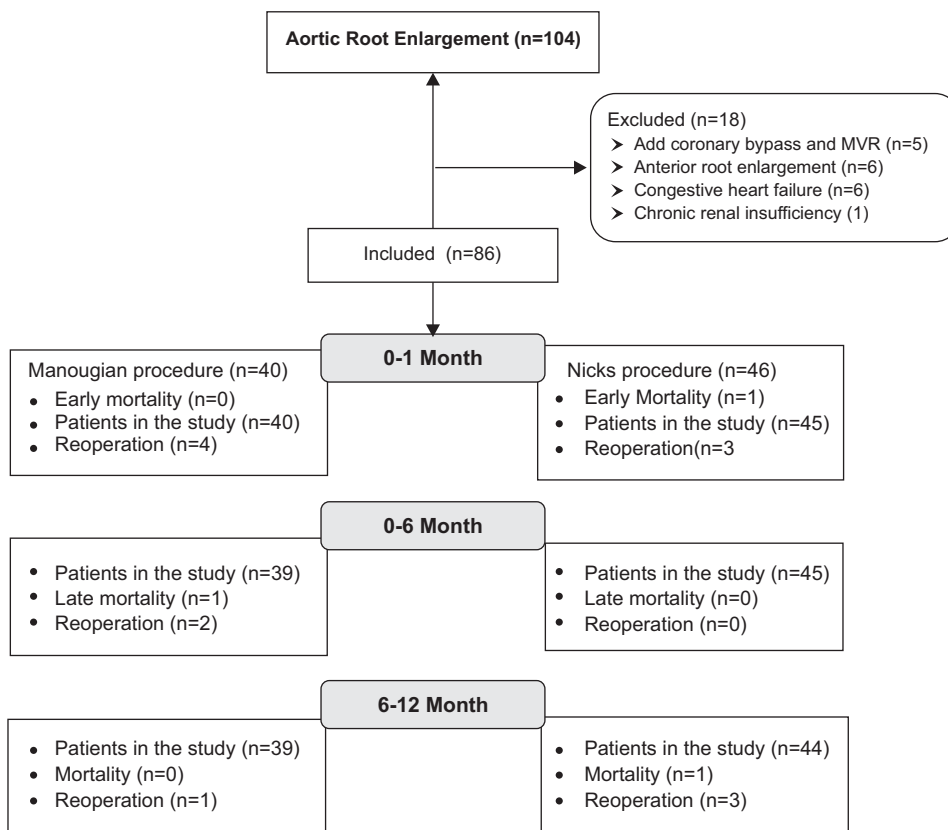 Aortic Root Enlargement (n=104)
Excluded (n=18)
➤ Add coronary bypass and MVR (n=5)
➤ Anterior root enlargement (n=6)
➤ Congestive heart failure (n=6)
➤ Chronic renal insufficiency (1)
Included (n=86)
0-1 Month
Manougian procedure (n=40)
• Early mortality (n=0)
• Patients in the study (n=40)
• Reoperation (n=4)
Nicks procedure (n=46)
• Early Mortality (n=1)
• Patients in the study (n=45)
• Reoperation(n=3
0-6 Month
• Patients in the study (n=39)
• Late mortality (n=1)
• Reoperation (n=2)
• Patients in the study (n=45)
• Late mortality (n=0)
• Reoperation (n=0)
6-12 Month
• Patients in the study (n=39)
• Mortality (n=0)
• Reoperation (n=1)
• Patients in the study (n=44)
• Mortality (n=1)
• Reoperation (n=3)